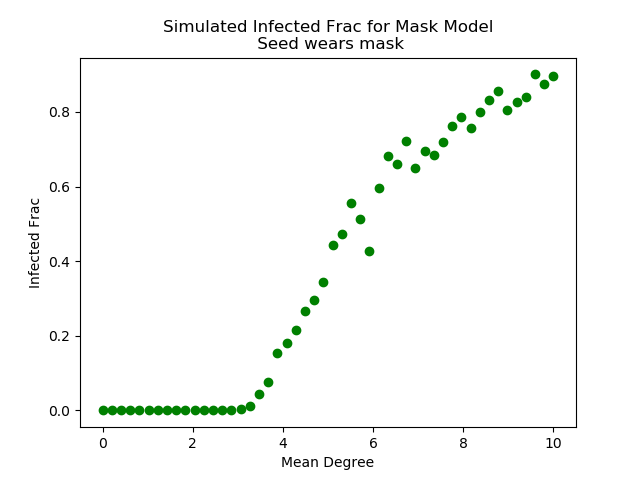 Simulated Infected Frac for Mask Model
Seed wears mask
Infected Frac
0.8
0.6
0.4
0.2
0.0
0 2 4 6 8 10
Mean Degree